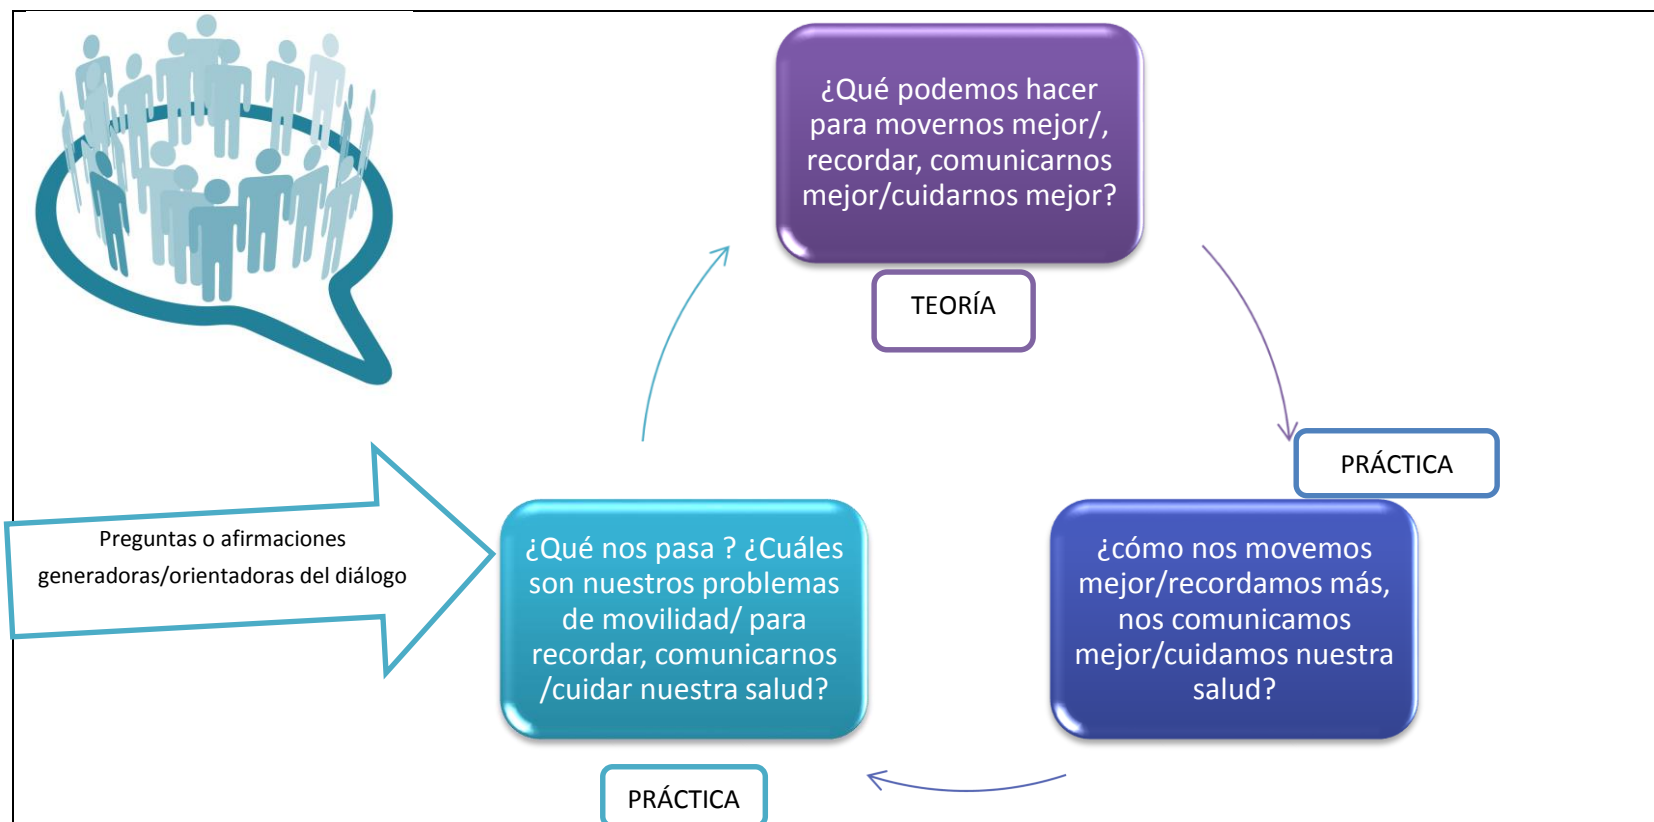 ¿Qué podemos hacer
para movernos mejor/,
recordar, comunicarnos
mejor/cuidarnos mejor?
TEORÍA
PRÁCTICA
Preguntas o afirmaciones
generadoras/orientadoras del diálogo
¿Qué nos pasa ? ¿Cuáles
son nuestros problemas
de movilidad/ para
recordar, comunicarnos
/cuidar nuestra salud?
¿cómo nos movemos
mejor/recordamos más,
nos comunicamos
mejor/cuidamos nuestra
salud?
PRÁCTICA